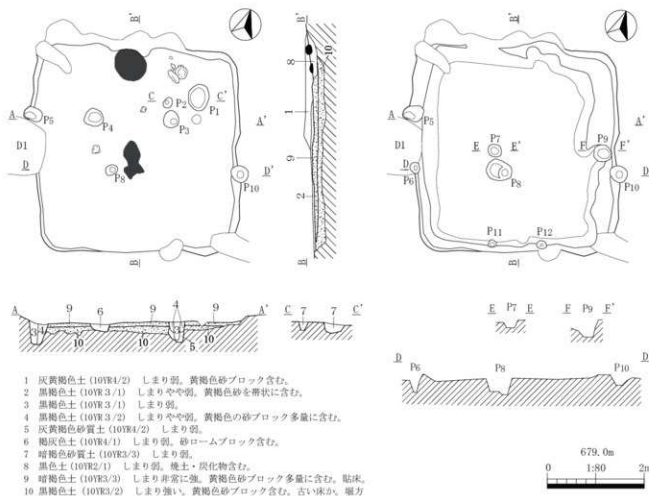 B'
B'
B'
A
P5
P4
C
P2
C'
P1
P3
A'
D1
D
P8
D'
P10
B
8
10
1
9
2
B
A
P5
E
P7
E'
F
P9
F'
A'
D1
D
P6
P8
D'
P10
P11
P12
B
A
9
6
9
4
9
A'
3
4
10
10
3
5
10
C
7
7
C'
E
P7
E
F
P9
F'
D
P6
P8
P10
D
1 灰黄褐色土(10YR4/2) しまり弱。黄褐色砂ブロック含む。
2 黒褐色土(10YR3/1) しまりやや弱。黄褐色砂を帯状に含む。
3 黒褐色土(10YR3/1) しまり弱。
4 黒褐色土(10YR3/2) しまりやや弱。黄褐色の砂ブロック多量に含む。
5 灰黄褐色砂質土(10YR4/2) しまり弱。
6 褐灰色土(10YR4/1) しまり弱。砂ロームブロック含む。
7 暗褐色砂質土(10YR3/3) しまり弱。
8 黒色土(10YR2/1) しまり弱。焼土・炭化物含む。
9 暗褐色土(10YR3/3) しまり非常に強。黄褐色砂ブロック多量に含む。貼床。
10 黒褐色土(10YR3/2) しまり強い。黄褐色砂ブロック含む。古い床か。堀方
679.0m
0 1:80 2m